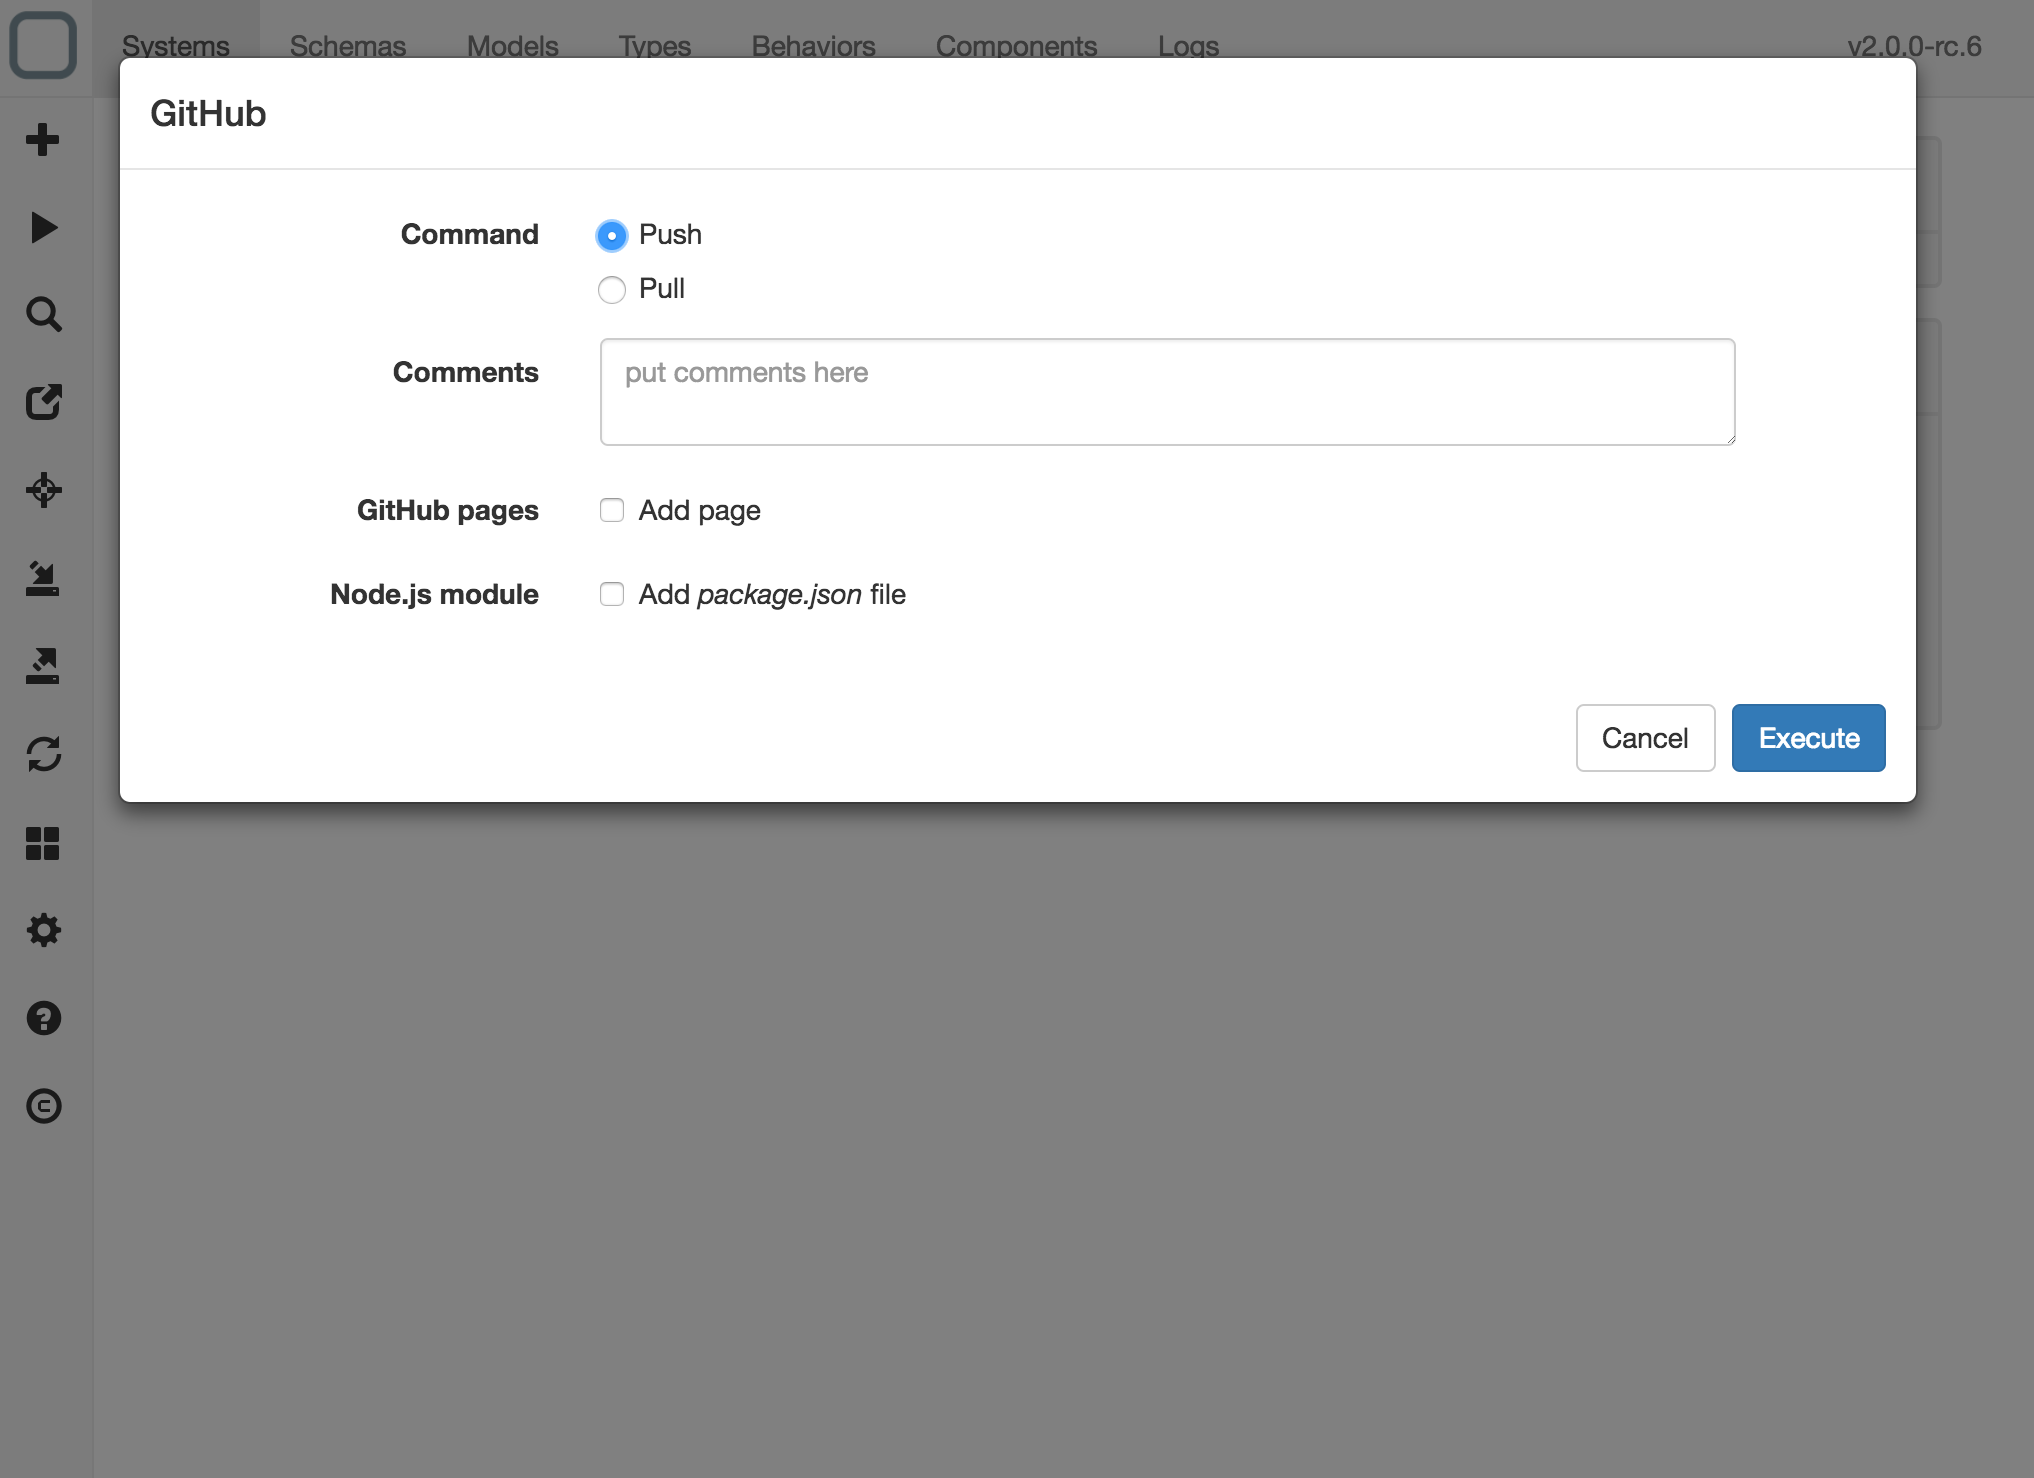 Systems Schemas Models Types Behaviors Components Logs v2.0.0-rc.6
GitHub
Command Push
Pull
Comments put comments here
GitHub pages Add page
Node.js module Add package.json file
Cancel Execute